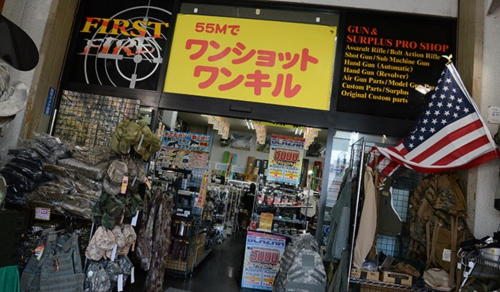 FIRST
FIRE
55Mで
ワンショット
ワンキル
GUN&
SURPLUS PRO SHOP
Assault Rifle/Bolt Action Rifle
Shot Gun/Sub Machine Gun
Hand Gun (Automatic)
Hand Gun (Revolver)
Air Gun Parts/Model Gun
Custom Parts/Surplus
Original Custom parts